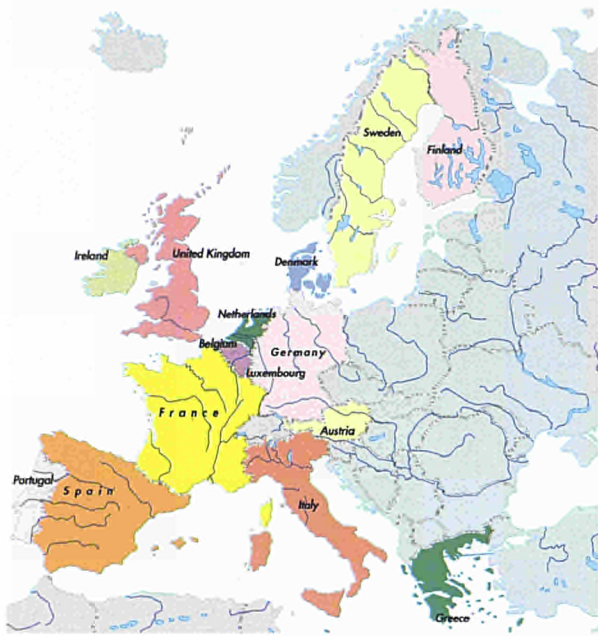 Sweden
Finland
Ireland
United Kingdom
Denmark
Netherlands
Belgium
Germany
Luxembourg
France
Austria
Portugal
Spain
Italy
Greece